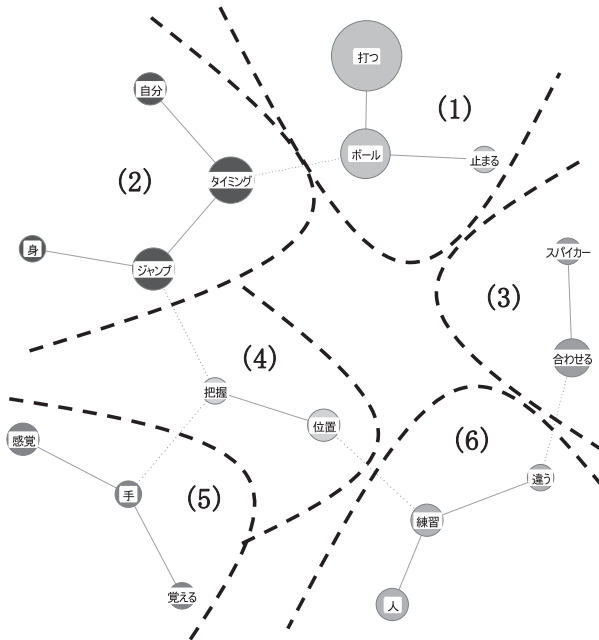 打つ
(1)
自分
ボール
止まる
(2)
タイミング
身
ジャンプ
スパイカー
(3)
合わせる
(4)
把握
位置
(6)
感覚
手
(5)
違う
練習
覚える
人